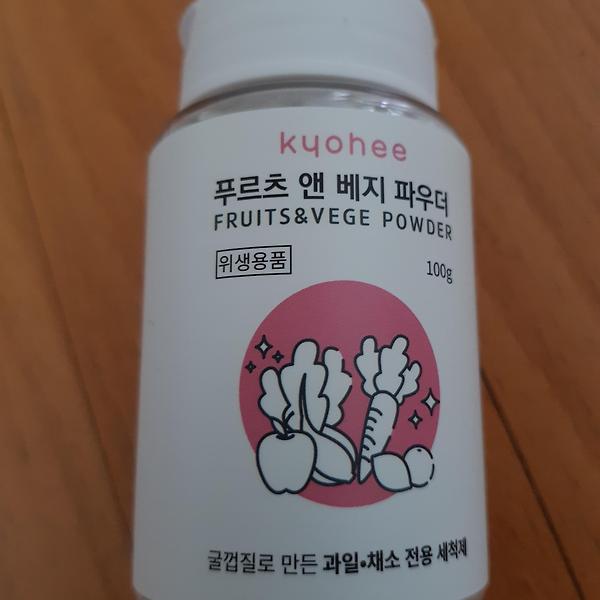 kyohee
푸르츠 앤 베지 파우더
FRUITS&VEGE POWDER
위생용품
100g
굴껍질로 만든 과일•채소 전용 세척제